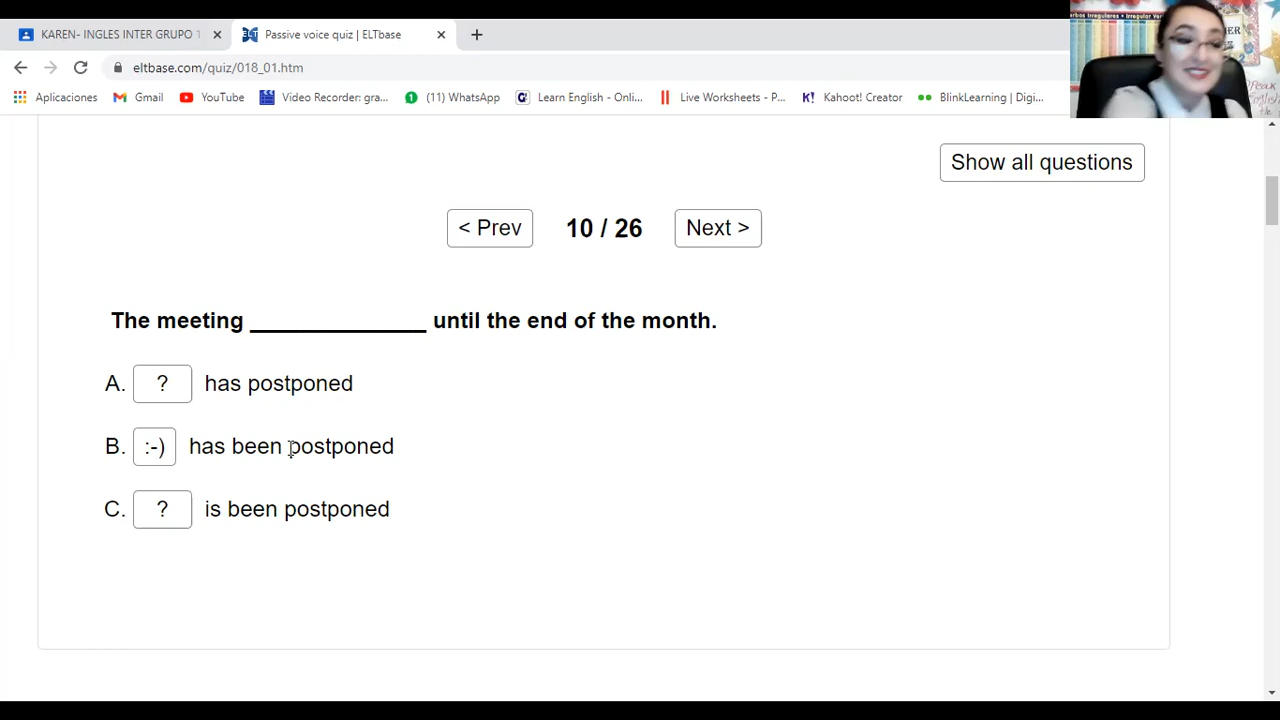 KAREN- INGLES INTER GRUPO 1
ELT Passive voice quiz | ELTbase
eltbase.com/quiz/018_01.htm
Aplicaciones Gmail YouTube Video Recorder: gra... (11) WhatsApp Learn English - Onli... Live Worksheets - P... K! Kahoot! Creator BlinkLearning | Digi...
Show all questions
< Prev 10 / 26 Next >
The meeting ______________ until the end of the month.
A. ? has postponed
B. :-) has been postponed
C. ? is been postponed